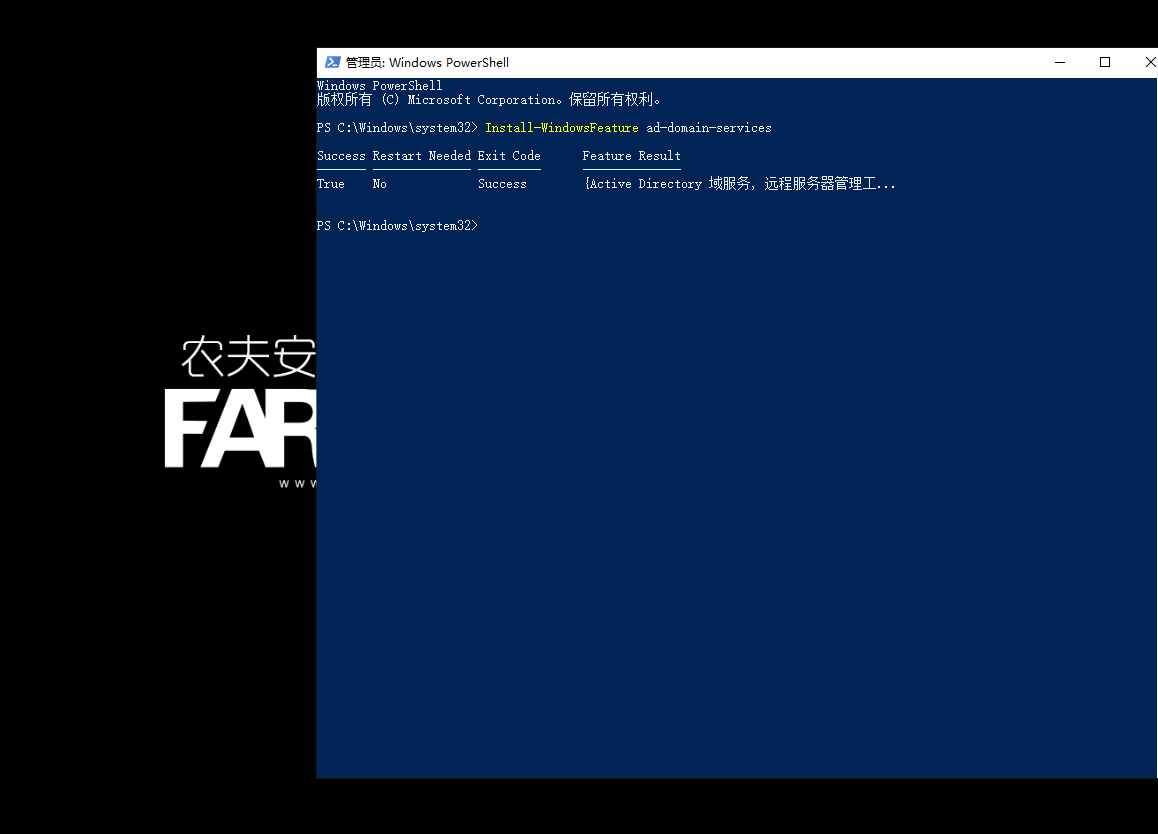 管理员: Windows PowerShell
Windows PowerShell
版权所有 (C) Microsoft Corporation。保留所有权利。
PS C:\Windows\system32> Install-WindowsFeature ad-domain-services
Success Restart Needed Exit Code Feature Result
True No Success {Active Directory 域服务, 远程服务器管理工...
PS C:\Windows\system32>
农夫安
FAR
www